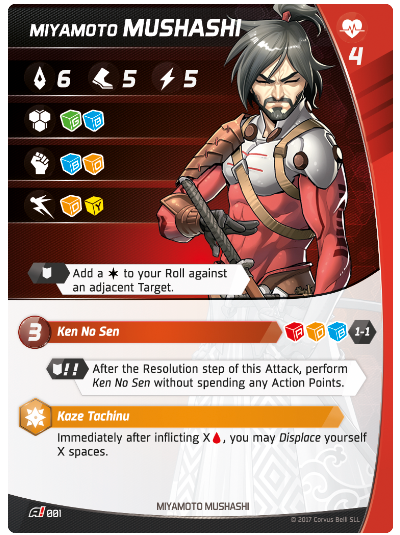 MIYAMOTO MUSHASHI
4
6 5 5
G B
B O
O Y
Add a ✶ to your Roll against
an adjacent Target.
3 Ken No Sen R O B 1-1
!! After the Resolution step of this Attack, perform
Ken No Sen without spending any Action Points.
Kaze Tachinu
Immediately after inflicting X🩸, you may Displace yourself
X spaces.
MIYAMOTO MUSHASHI
A! 001
© 2017 Corvus Belli SLL